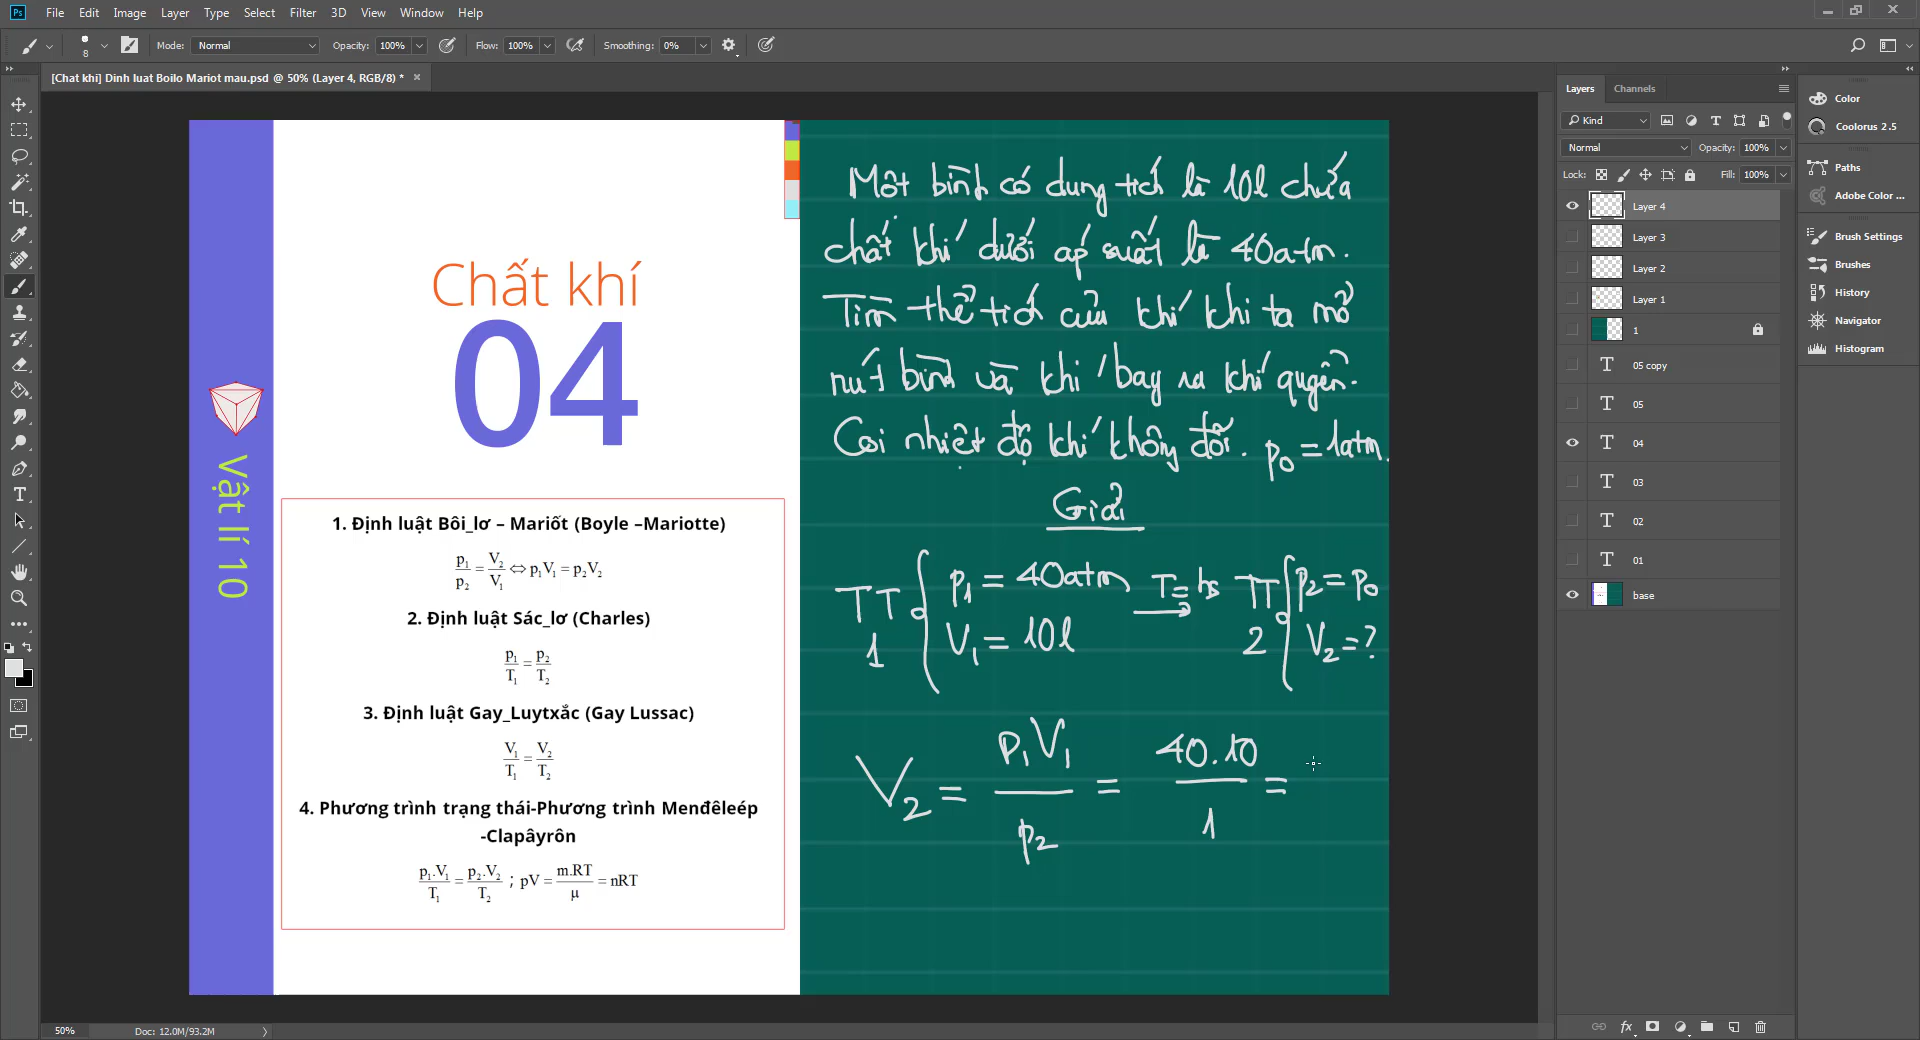 Ps File Edit Image Layer Type Select Filter 3D View Window Help
8 Mode: Normal Opacity: 100% Flow: 100% Smoothing: 0%
[Chat khi] Dinh luat Boilo Mariot mau.psd @ 50% (Layer 4, RGB/8) * ×
Chất khí
04
Vật lí 10
1. Định luật Bôi_lơ – Mariốt (Boyle –Mariotte)
p₁/p₂ = V₂/V₁ ⇔ p₁V₁ = p₂V₂
2. Định luật Sác_lơ (Charles)
p₁/T₁ = p₂/T₂
3. Định luật Gay_Luytxắc (Gay Lussac)
V₁/T₁ = V₂/T₂
4. Phương trình trạng thái-Phương trình Menđêleép
-Clapâyrôn
p₁.V₁/T₁ = p₂.V₂/T₂ ; pV = m.RT/μ = nRT
Một bình có dung tích là 10l chứa
chất khí dưới áp suất là 40atm.
Tìm thể tích của khí khi ta mở
nút bình và khí bay ra khí quyển.
Coi nhiệt độ khí không đổi. p₀ = 1atm.
Giải
TT 1 { p₁ = 40atm T = hs TT 2 { p₂ = p₀
V₁ = 10l V₂ = ?
V₂ = p₁V₁/p₂ = 40.10/1 =
50% Doc: 12.0M/93.2M
Layers Channels
Kind
Normal Opacity: 100%
Lock: Fill: 100%
Layer 4
Layer 3
Layer 2
Layer 1
1
T 05 copy
T 05
T 04
T 03
T 02
T 01
base
fx
Color
Coolorus 2.5
Paths
Adobe Color ...
Brush Settings
Brushes
History
Navigator
Histogram